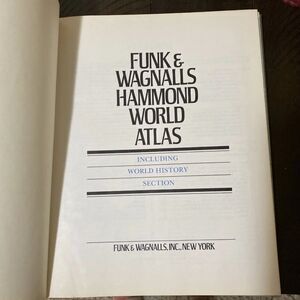 FUNK &
WAGNALLS
HAMMOND
WORLD
ATLAS
INCLUDING
WORLD HISTORY
SECTION
FUNK & WAGNALLS, INC., NEW YORK